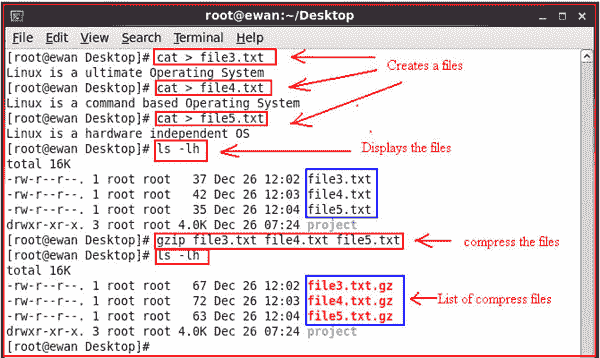 root@ewan:~/Desktop
File Edit View Search Terminal Help
[root@ewan Desktop]# cat > file3.txt
Linux is a ultimate Operating System
[root@ewan Desktop]# cat > file4.txt
Linux is a command based Operating System
[root@ewan Desktop]# cat > file5.txt
Linux is a hardware independent OS
[root@ewan Desktop]# ls -lh
total 16K
-rw-r--r--. 1 root root 37 Dec 26 12:02 file3.txt
-rw-r--r--. 1 root root 42 Dec 26 12:03 file4.txt
-rw-r--r--. 1 root root 35 Dec 26 12:04 file5.txt
drwxr-xr-x. 3 root root 4.0K Dec 26 07:24 project
[root@ewan Desktop]# gzip file3.txt file4.txt file5.txt
[root@ewan Desktop]# ls -lh
total 16K
-rw-r--r--. 1 root root 67 Dec 26 12:02 file3.txt.gz
-rw-r--r--. 1 root root 72 Dec 26 12:03 file4.txt.gz
-rw-r--r--. 1 root root 63 Dec 26 12:04 file5.txt.gz
drwxr-xr-x. 3 root root 4.0K Dec 26 07:24 project
[root@ewan Desktop]#
Creates a files
Displays the files
compress the files
List of compress files